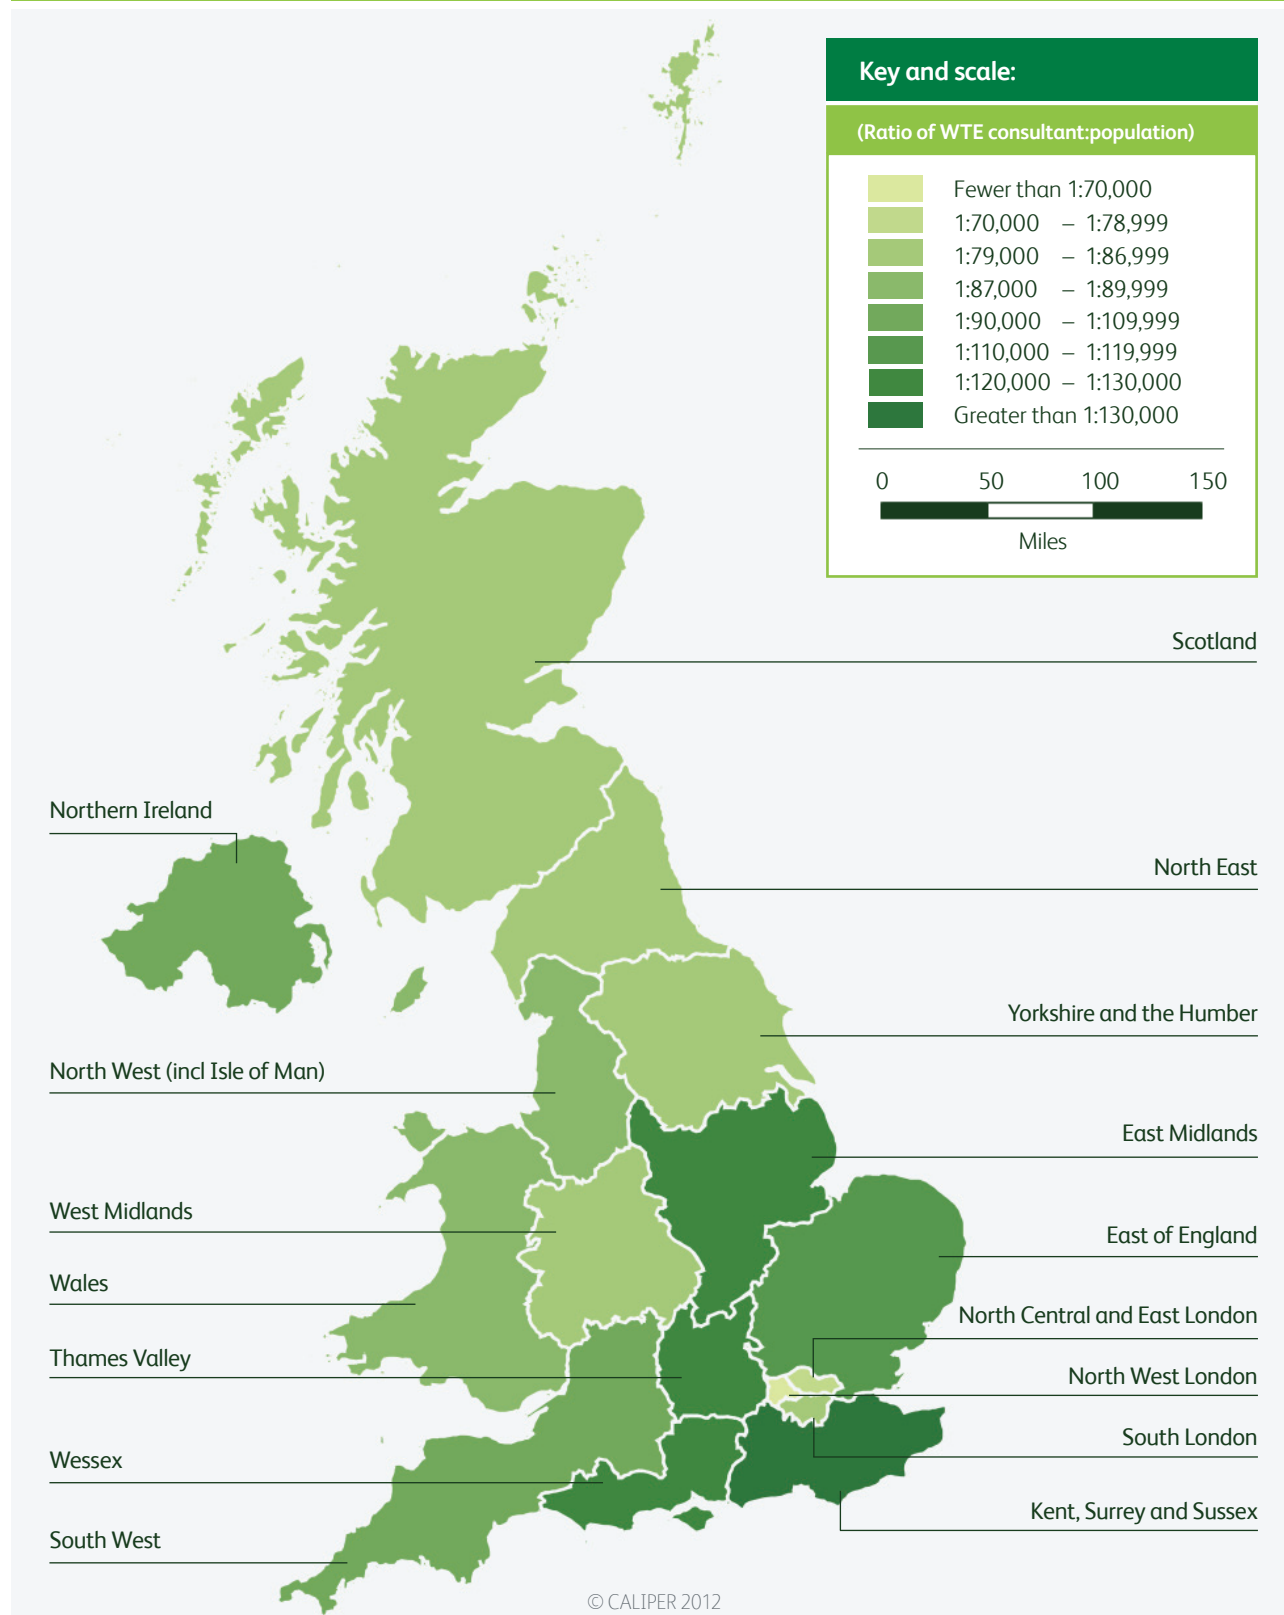 Key and scale:
(Ratio of WTE consultant:population)
Fewer than 1:70,000
1:70,000 – 1:78,999
1:79,000 – 1:86,999
1:87,000 – 1:89,999
1:90,000 – 1:109,999
1:110,000 – 1:119,999
1:120,000 – 1:130,000
Greater than 1:130,000
0 50 100 150
Miles
Scotland
Northern Ireland
North East
Yorkshire and the Humber
North West (incl Isle of Man)
East Midlands
West Midlands
East of England
Wales
North Central and East London
Thames Valley
North West London
South London
Wessex
Kent, Surrey and Sussex
South West
© CALIPER 2012